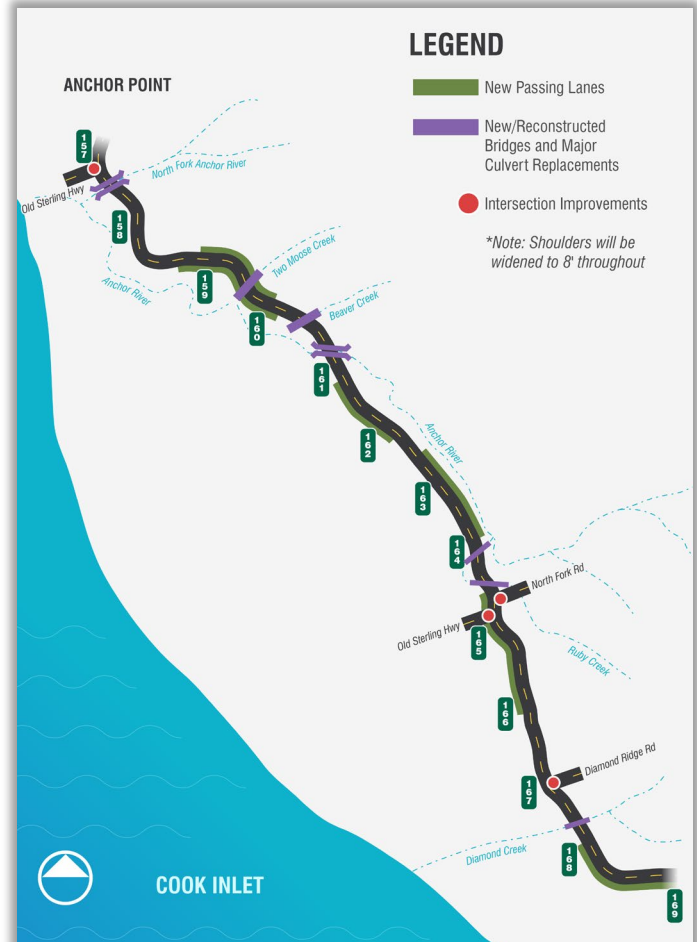 LEGEND
New Passing Lanes
New/Reconstructed
Bridges and Major
Culvert Replacements
Intersection Improvements
*Note: Shoulders will be
widened to 8' throughout
ANCHOR POINT
157
North Fork Anchor River
Old Sterling Hwy
158
Anchor River
159
Two Moose Creek
160
Beaver Creek
161
162
Anchor River
163
164
North Fork Rd
Old Sterling Hwy
165
Ruby Creek
166
Diamond Ridge Rd
167
Diamond Creek
168
169
COOK INLET